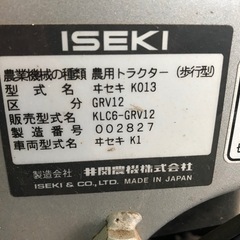 ISEKI
農業機械の種類 農用トラクター(歩行型)
型式名 ヰセキ KO13
区分 GRV12
販売型式名 KLC6-GRV12
製造番号 002827
車両型式名 ヰセキ K1
製造会社 井関農機株式会社
ISEKI & CO., LTD. MADE IN JAPAN